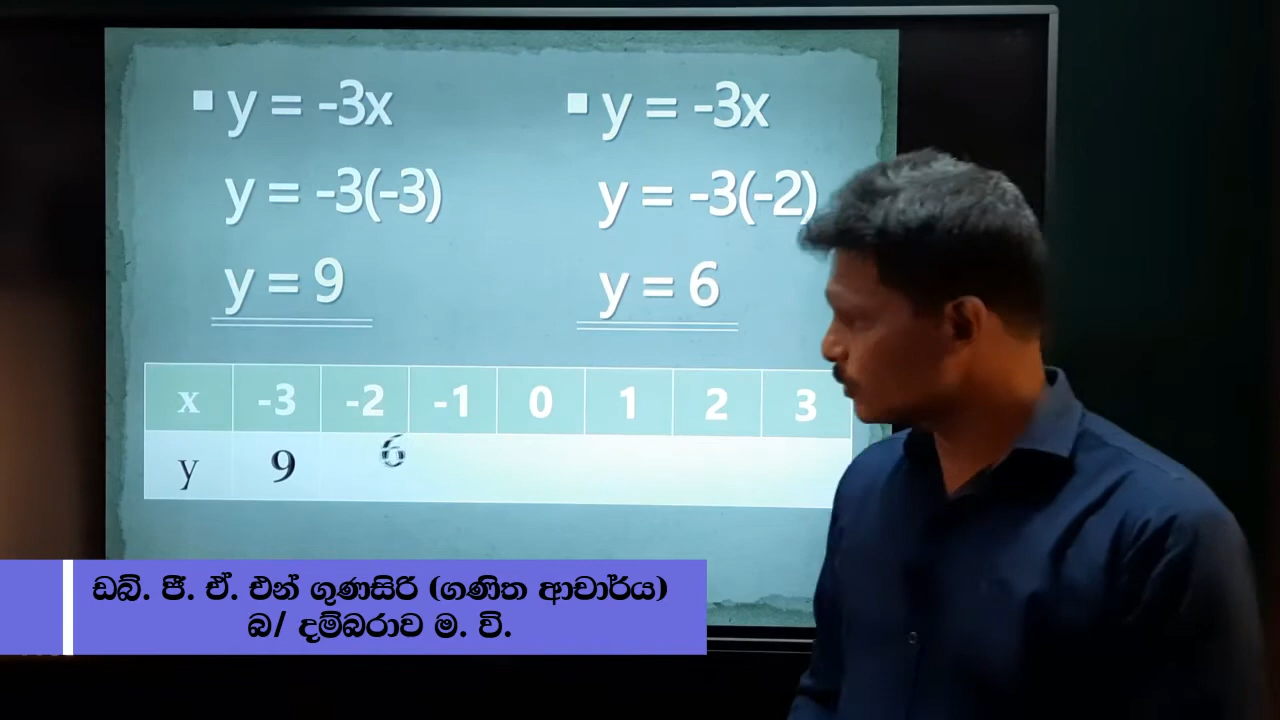 y = -3x
y = -3(-3)
y = 9
y = -3x
y = -3(-2)
y = 6
x -3 -2 -1 0 1 2 3
y 9 6
ඩබ්. පී. ඒ. එන් ගුණසිරි (ගණිත ආචාර්ය)
බ/ දම්බරාව ම. වි.